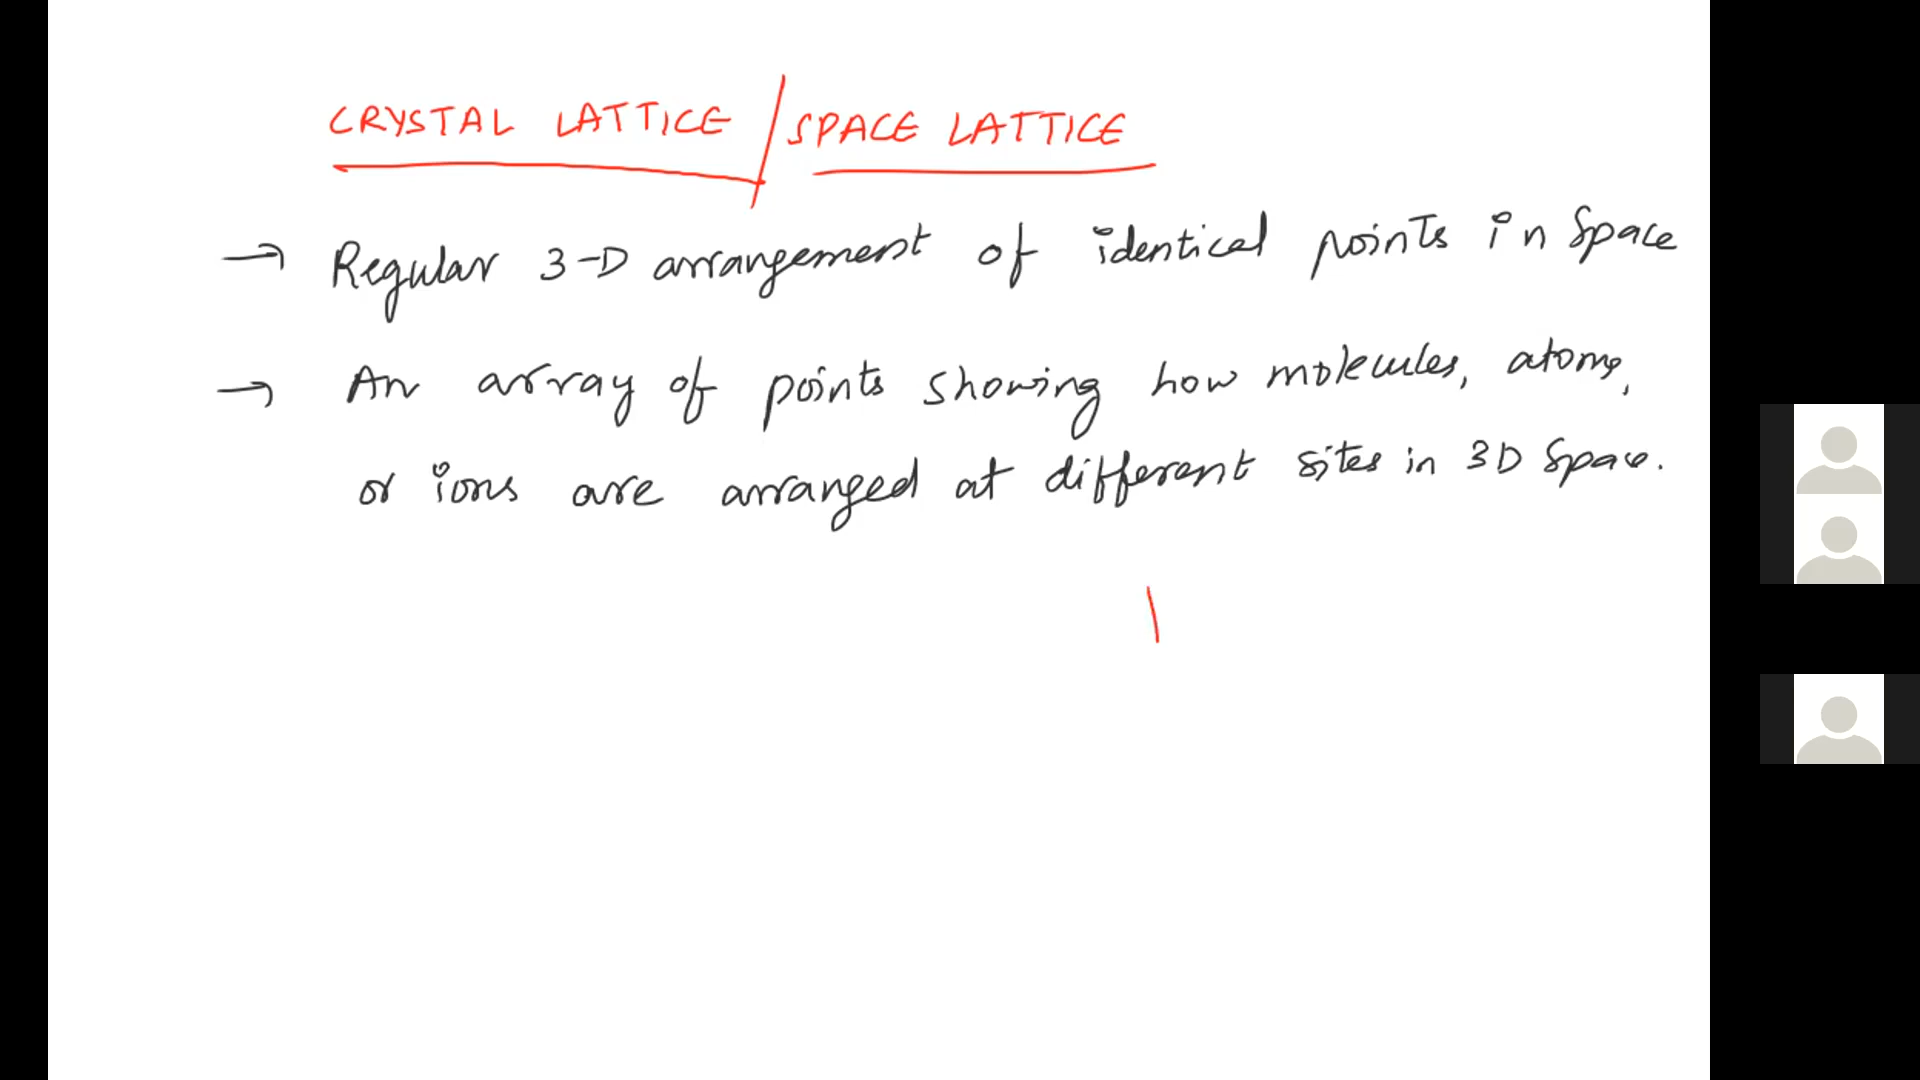 CRYSTAL LATTICE / SPACE LATTICE
→ Regular 3-D arrangement of identical points in Space
→ An array of points showing how molecules, atoms,
or ions are arranged at different sites in 3D Space.